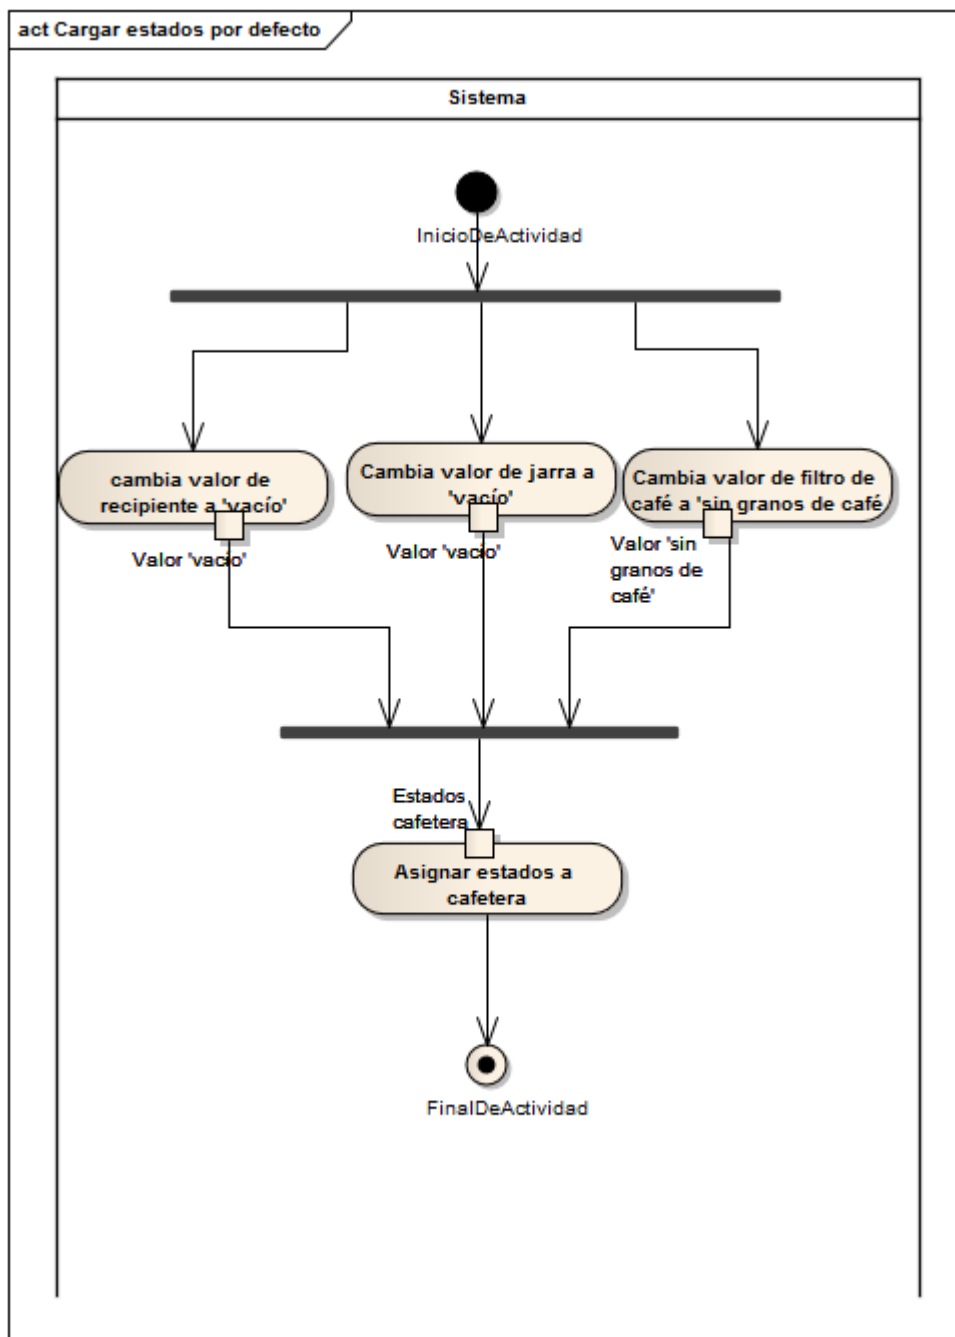 act Cargar estados por defecto
Sistema
InicioDeActividad
cambia valor de
recipiente a 'vacío'
Cambia valor de jarra a
'vacío'
Cambia valor de filtro de
café a 'sin granos de café
Valor 'vacío'
Valor 'vacío'
Valor 'sin
granos de
café'
Estados
cafetera
Asignar estados a
cafetera
FinalDeActividad